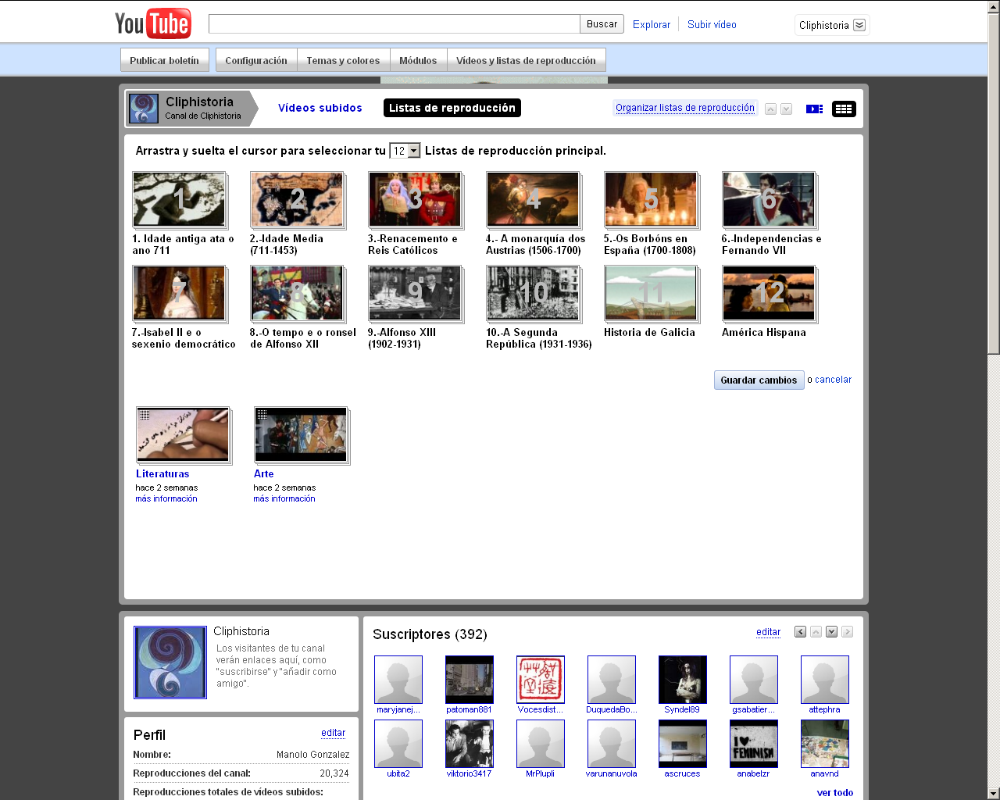 YouTube
Buscar
Explorar
Subir vídeo
Cliphistoria
Publicar boletín
Configuración
Temas y colores
Módulos
Vídeos y listas de reproducción
Cliphistoria
Canal de Cliphistoria
Vídeos subidos
Listas de reproducción
Organizar listas de reproducción
Arrastra y suelta el cursor para seleccionar tu 12 Listas de reproducción principal.
1
2
3
4
5
6
1. Idade antiga ata o
ano 711
2.-Idade Media
(711-1453)
3.-Renacemento e
Reis Católicos
4.- A monarquía dos
Austrias (1506-1700)
5.-Os Borbóns en
España (1700-1808)
6.-Independencias e
Fernando VII
7
8
9
10
11
12
7.-Isabel II e o
sexenio democrático
8.-O tempo e o ronsel
de Alfonso XII
9.-Alfonso XIII
(1902-1931)
10.-A Segunda
República (1931-1936)
Historia de Galicia
América Hispana
Guardar cambios o cancelar
Literaturas
hace 2 semanas
más información
Arte
hace 2 semanas
más información
Cliphistoria
Los visitantes de tu canal
verán enlaces aquí, como
"suscribirse" y "añadir como
amigo".
Perfil
editar
Nombre: Manolo Gonzalez
Reproducciones del canal: 20,324
Reproducciones totales de vídeos subidos:
Suscriptores (392)
editar
maryjanej...
patoman881
Vocesdist...
DuquedaBo...
Syndel89
gsabatier...
attephra
I ♥
FEMINISM
ubita2
viktorio3417
MrPlupli
varunanuvola
ascruces
anabelzr
anavnd
ver todo